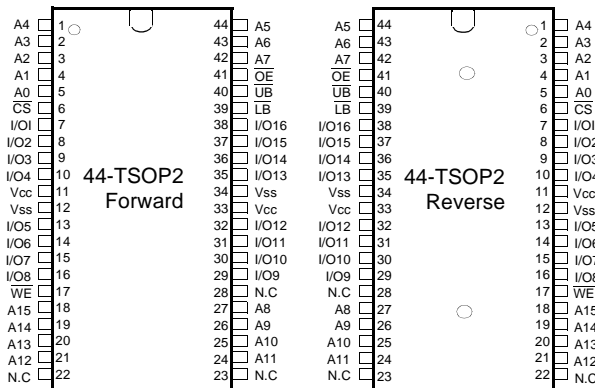 A4 1 44 A5 A5 44 1 A4
A3 2 43 A6 A6 43 2 A3
A2 3 42 A7 A7 42 3 A2
A1 4 41 OE OE 41 4 A1
A0 5 40 UB UB 40 5 A0
CS 6 39 LB LB 39 6 CS
I/OI 7 38 I/O16 I/O16 38 7 I/OI
I/O2 8 37 I/O15 I/O15 37 8 I/O2
I/O3 9 36 I/O14 I/O14 36 9 I/O3
I/O4 10 35 I/O13 I/O13 35 10 I/O4
Vcc 11 34 Vss Vss 34 11 Vcc
Vss 12 33 Vcc Vcc 33 12 Vss
I/O5 13 32 I/O12 I/O12 32 13 I/O5
I/O6 14 31 I/O11 I/O11 31 14 I/O6
I/O7 15 30 I/O10 I/O10 30 15 I/O7
I/O8 16 29 I/O9 I/O9 29 16 I/O8
WE 17 28 N.C N.C 28 17 WE
A15 18 27 A8 A8 27 18 A15
A14 19 26 A9 A9 26 19 A14
A13 20 25 A10 A10 25 20 A13
A12 21 24 A11 A11 24 21 A12
N.C 22 23 N.C N.C 23 22 N.C
44-TSOP2
Forward
44-TSOP2
Reverse